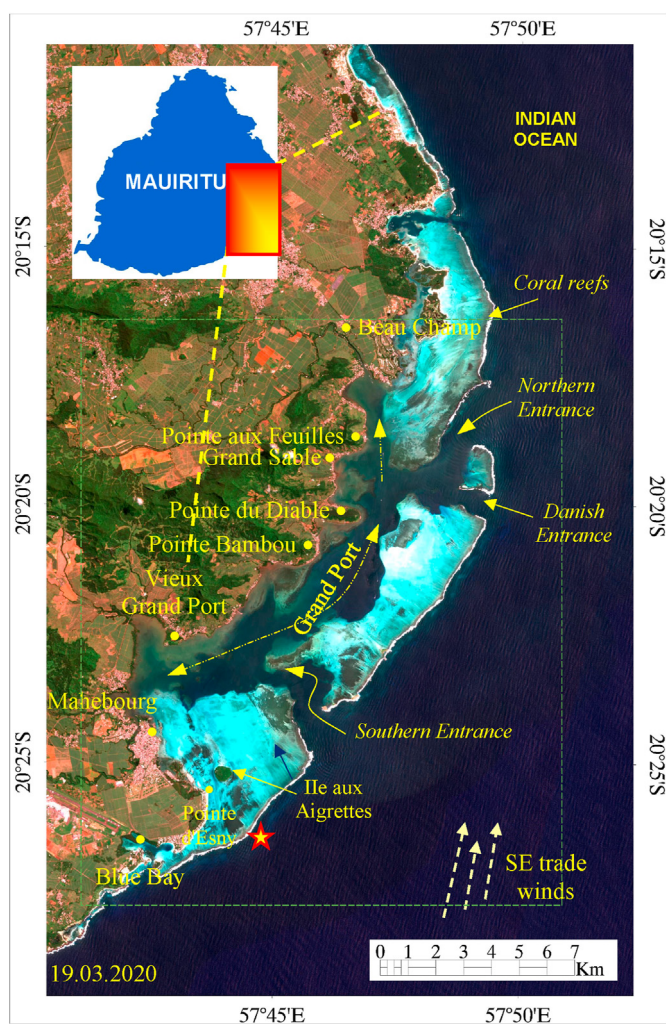 57°45'E
57°50'E
INDIAN
OCEAN
MAUIRITU
20°15'S
20°15'S
Coral reefs
Beau Champ
Northern
Entrance
Pointe aux Feuilles
Grand Sable
20°20'S
20°20'S
Pointe du Diable
Danish
Entrance
Pointe Bambou
Vieux
Grand Port
Grand Port
Mahebourg
Southern Entrance
20°25'S
20°25'S
IIe aux
Aigrettes
Pointe
d'Esny
Blue Bay
SE trade
winds
0 1 2 3 4 5 6 7
Km
19.03.2020
57°45'E
57°50'E